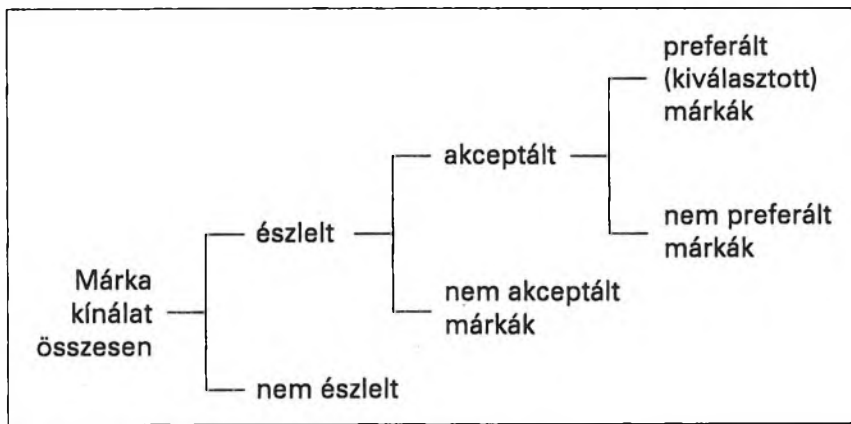 preferált
(kiválasztott)
márkák
akceptált
nem preferált
márkák
észlelt
nem akceptált
márkák
Márka
kínálat
összesen
nem észlelt